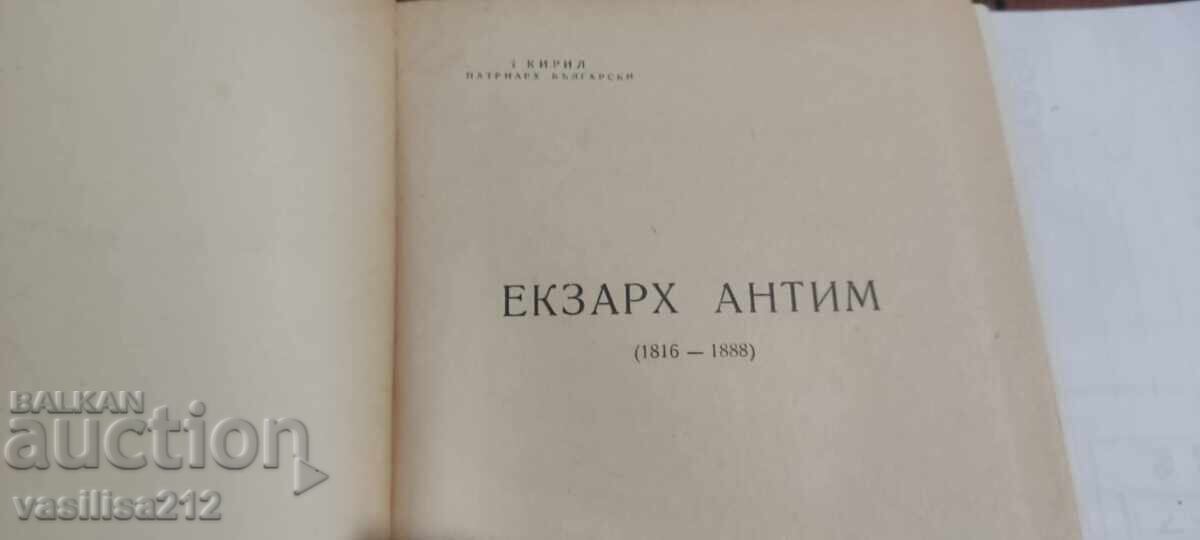 † КИРИЛ
ПАТРИАРХ БЪЛГАРСКИ
ЕКЗАРХ АНТИМ
(1816 — 1888)
BALKAN
auction
vasilisa212